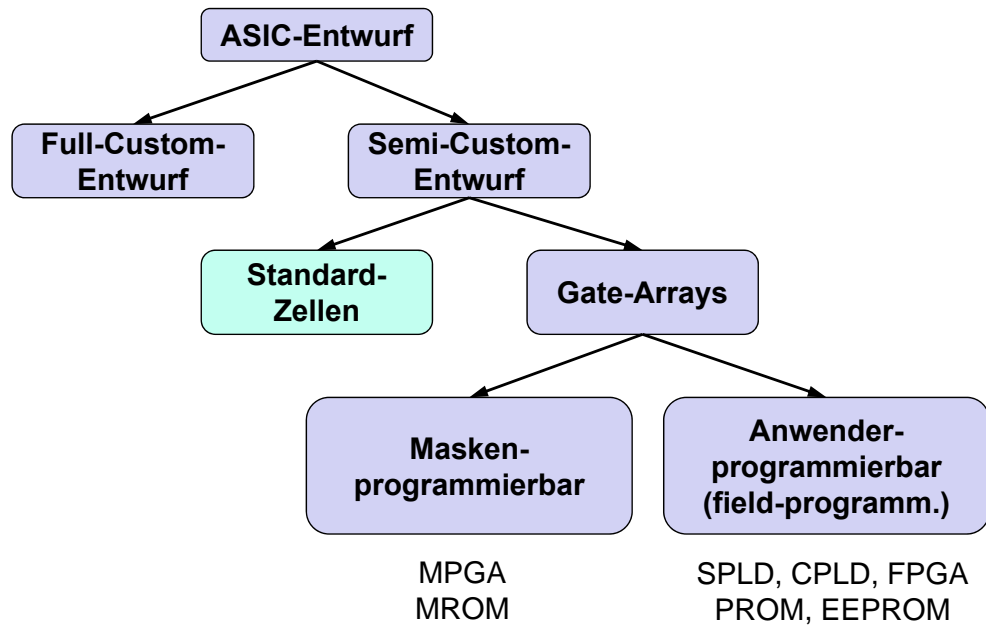 ASIC-Entwurf
Full-Custom-
Entwurf
Semi-Custom-
Entwurf
Standard-
Zellen
Gate-Arrays
Masken-
programmierbar
Anwender-
programmierbar
(field-programm.)
MPGA
MROM
SPLD, CPLD, FPGA
PROM, EEPROM